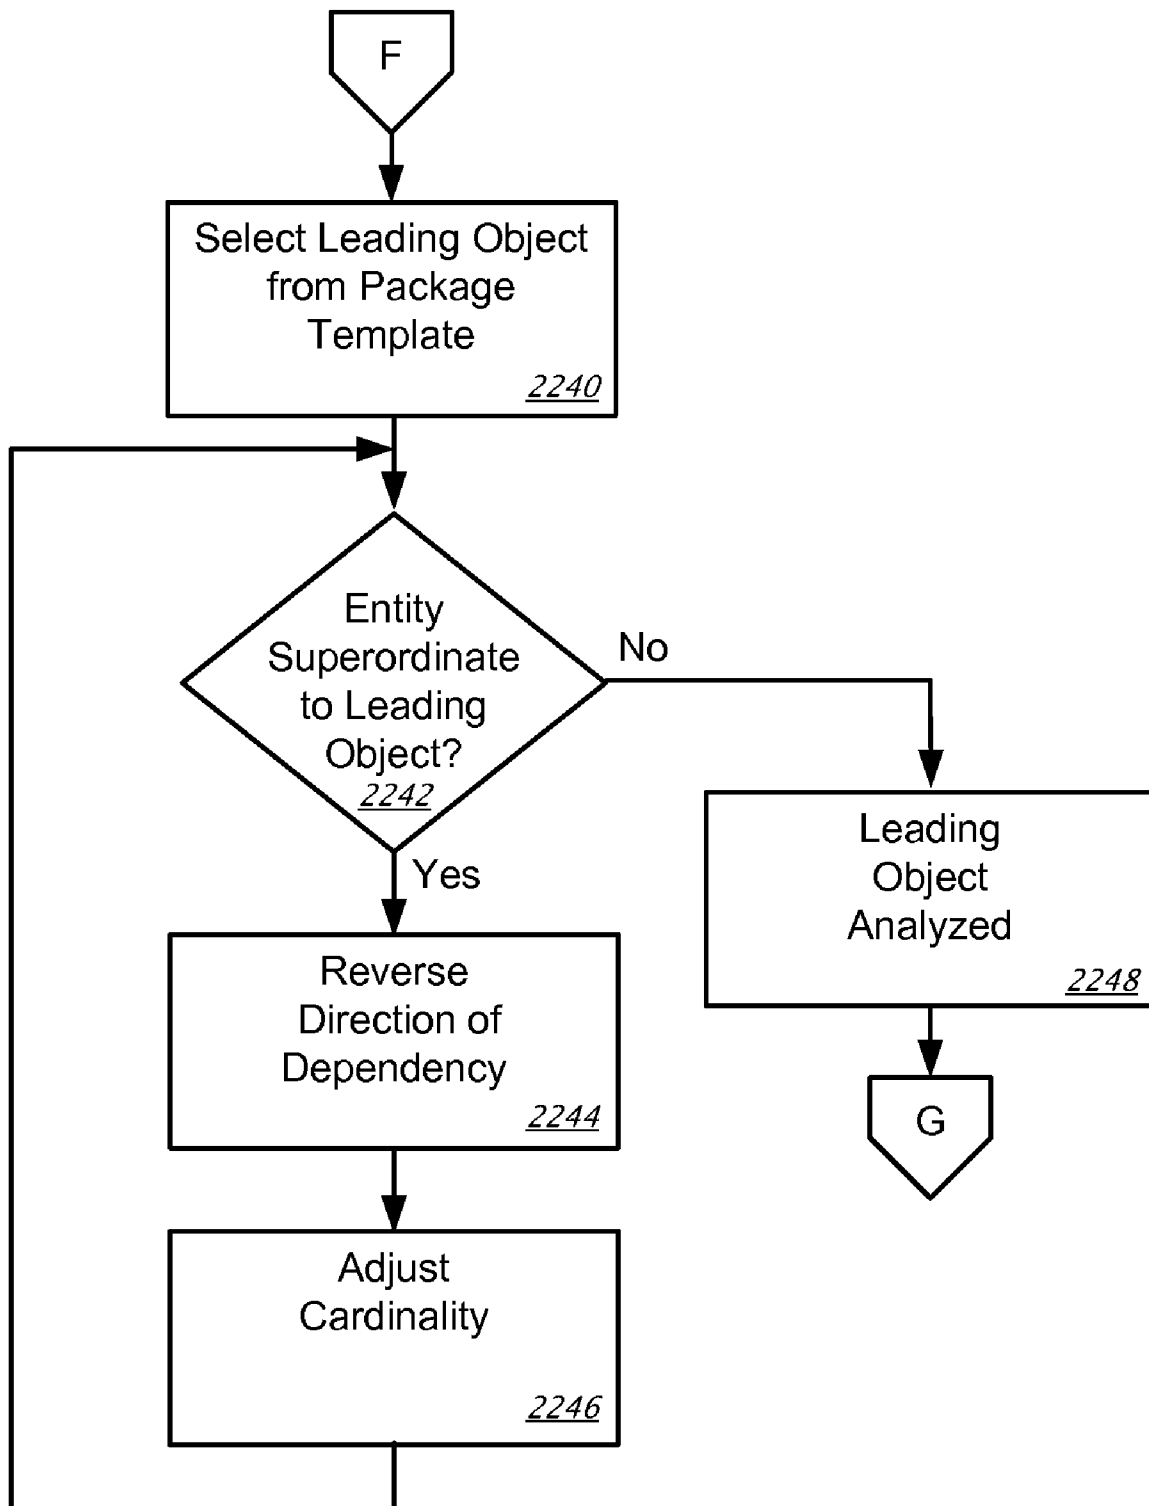 F
Select Leading Object
from Package
Template
2240
Entity
Superordinate
to Leading
Object?
2242
No
Yes
Leading
Object
Analyzed
2248
Reverse
Direction of
Dependency
2244
G
Adjust
Cardinality
2246